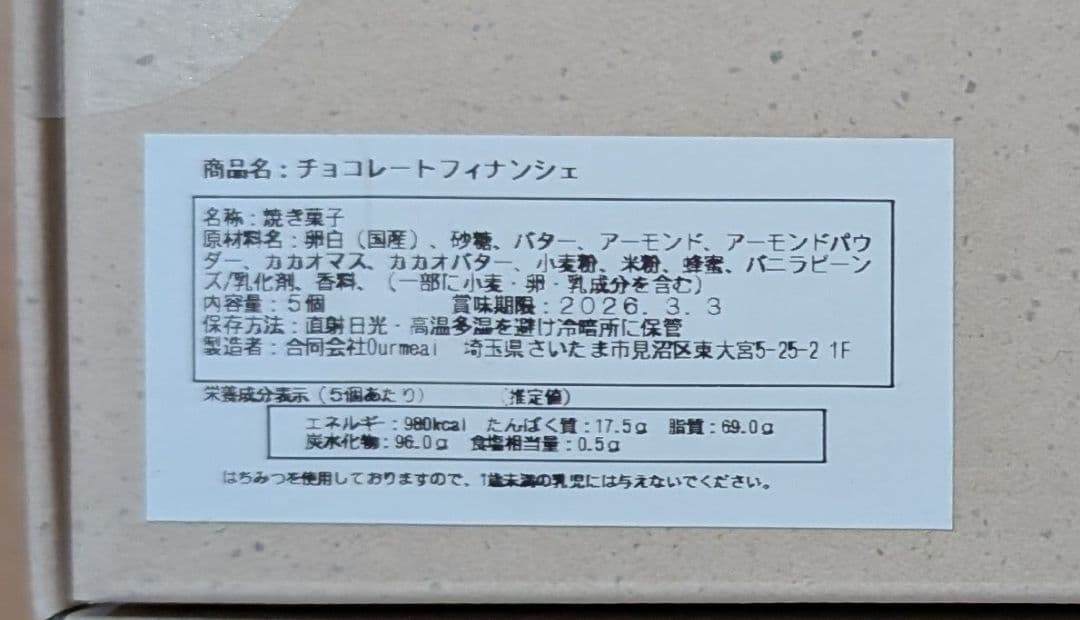 商品名：チョコレートフィナンシェ
名称：焼き菓子
原材料名：卵白（国産）、砂糖、バター、アーモンド、アーモンドパウ
ダー、カカオマス、カカオバター、小麦粉、米粉、蜂蜜、バニラビーン
ズ/乳化剤、香料、（一部に小麦・卵・乳成分を含む）
内容量：５個　賞味期限：２０２６．３．３
保存方法：直射日光・高温多湿を避け冷暗所に保管
製造者：合同会社Ourmeal　埼玉県さいたま市見沼区東大宮5-25-2 1F
栄養成分表示（５個あたり）　（推定値）
エネルギー：980kcal　たんぱく質：17.5g　脂質：69.0g
炭水化物：96.0g　食塩相当量：0.5g
はちみつを使用しておりますので、1歳未満の乳児には与えないでください。